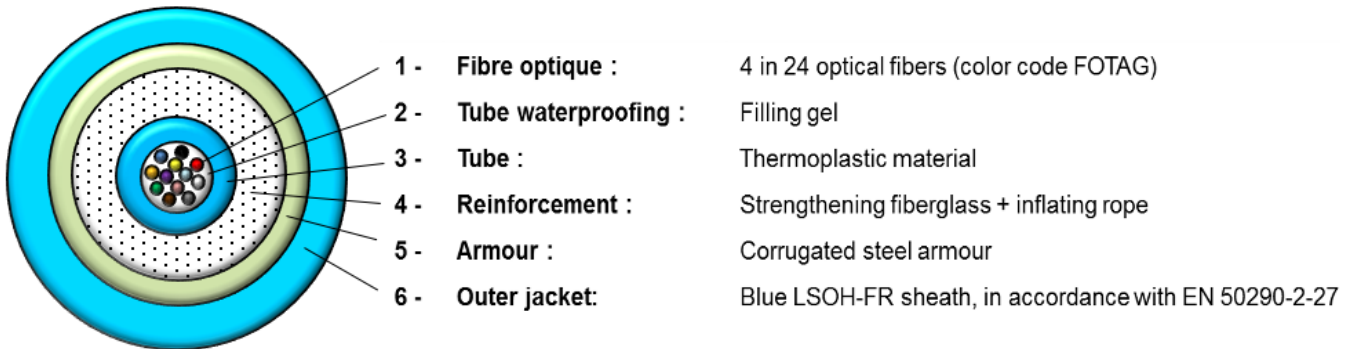 1 - Fibre optique : 4 in 24 optical fibers (color code FOTAG)
2 - Tube waterproofing : Filling gel
3 - Tube : Thermoplastic material
4 - Reinforcement : Strengthening fiberglass + inflating rope
5 - Armour : Corrugated steel armour
6 - Outer jacket: Blue LSOH-FR sheath, in accordance with EN 50290-2-27